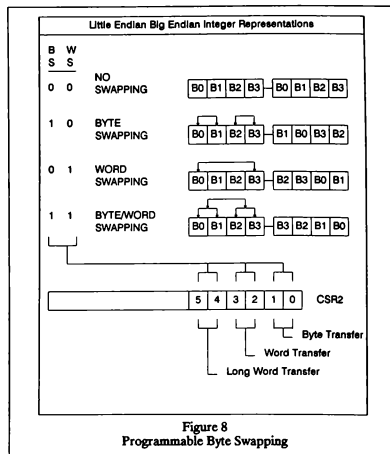 Little Endian Big Endian Integer Representations
B W
S S
0 0 NO SWAPPING B0 B1 B2 B3 B0 B1 B2 B3
1 0 BYTE SWAPPING B0 B1 B2 B3 B1 B0 B3 B2
0 1 WORD SWAPPING B0 B1 B2 B3 B2 B3 B0 B1
1 1 BYTE/WORD SWAPPING B0 B1 B2 B3 B3 B2 B1 B0
5 4 3 2 1 0 CSR2
Byte Transfer
Word Transfer
Long Word Transfer
Figure 8
Programmable Byte Swapping